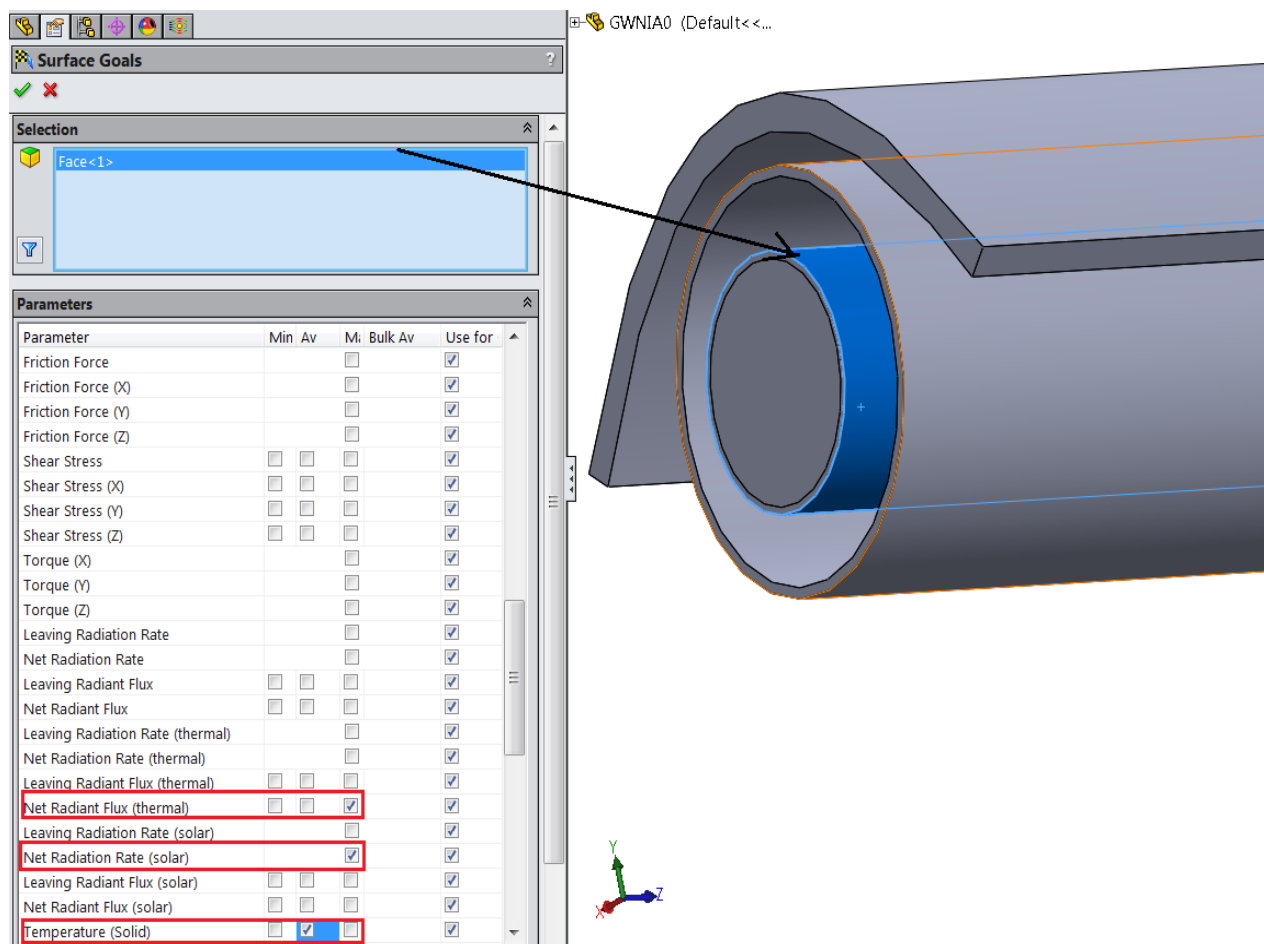 GWNIA0 (Default<<...
Surface Goals
?
Selection
Face<1>
Parameters
Parameter Min Av Ma Bulk Av Use for
Friction Force
Friction Force (X)
Friction Force (Y)
Friction Force (Z)
Shear Stress
Shear Stress (X)
Shear Stress (Y)
Shear Stress (Z)
Torque (X)
Torque (Y)
Torque (Z)
Leaving Radiation Rate
Net Radiation Rate
Leaving Radiant Flux
Net Radiant Flux
Leaving Radiation Rate (thermal)
Net Radiation Rate (thermal)
Leaving Radiant Flux (thermal)
Net Radiant Flux (thermal)
Leaving Radiation Rate (solar)
Net Radiation Rate (solar)
Leaving Radiant Flux (solar)
Net Radiant Flux (solar)
Temperature (Solid)
Y
Z
X